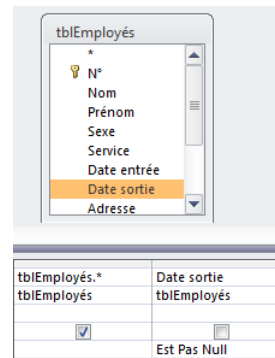 tblEmployés
*
N°
Nom
Prénom
Sexe
Service
Date entrée
Date sortie
Adresse
tblEmployés.* Date sortie
tblEmployés tblEmployés
Est Pas Null